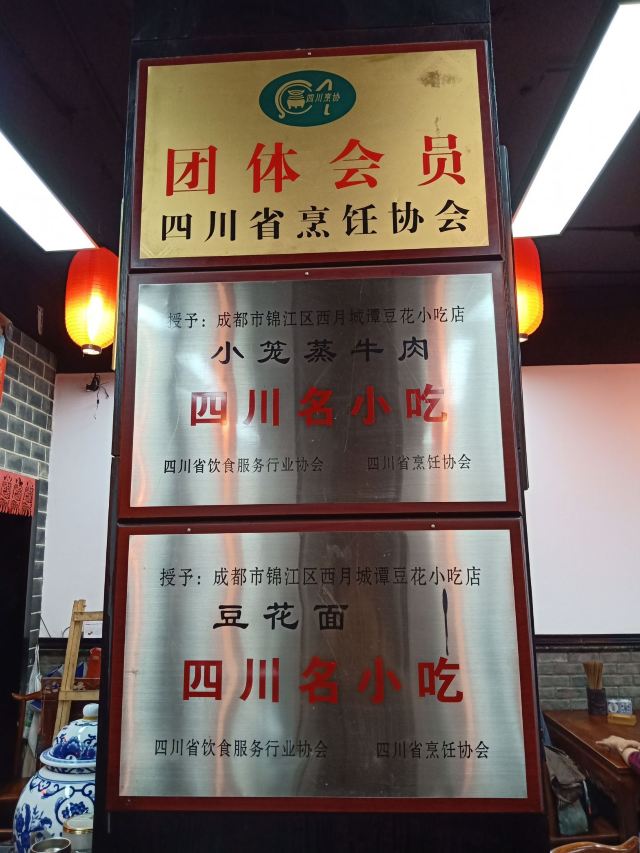 四川烹协
团体会员
四川省烹饪协会
授予：成都市锦江区西月城谭豆花小吃店
小笼蒸牛肉
四川名小吃
四川省饮食服务行业协会 四川省烹饪协会
授予：成都市锦江区西月城谭豆花小吃店
豆花面
四川名小吃
四川省饮食服务行业协会 四川省烹饪协会